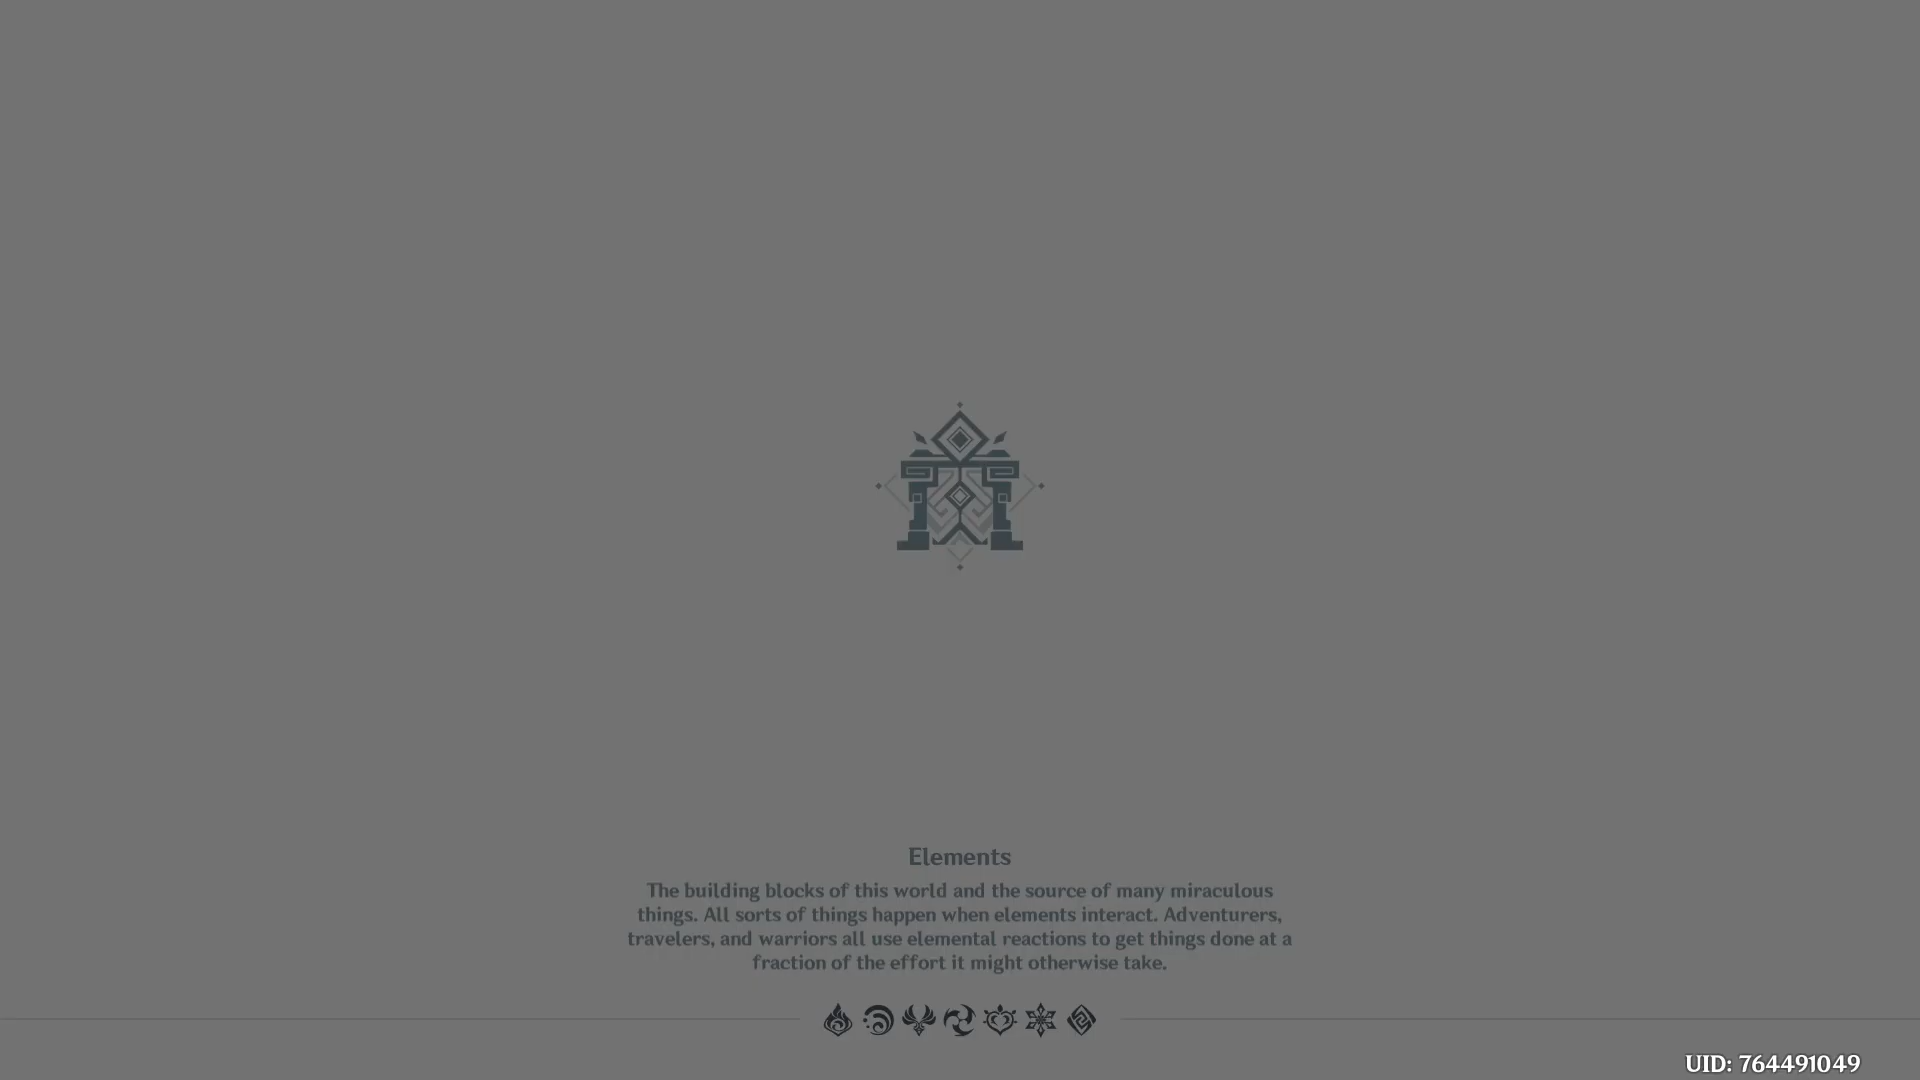 Elements
The building blocks of this world and the source of many miraculous
things. All sorts of things happen when elements interact. Adventurers,
travelers, and warriors all use elemental reactions to get things done at a
fraction of the effort it might otherwise take.
UID: 764491049